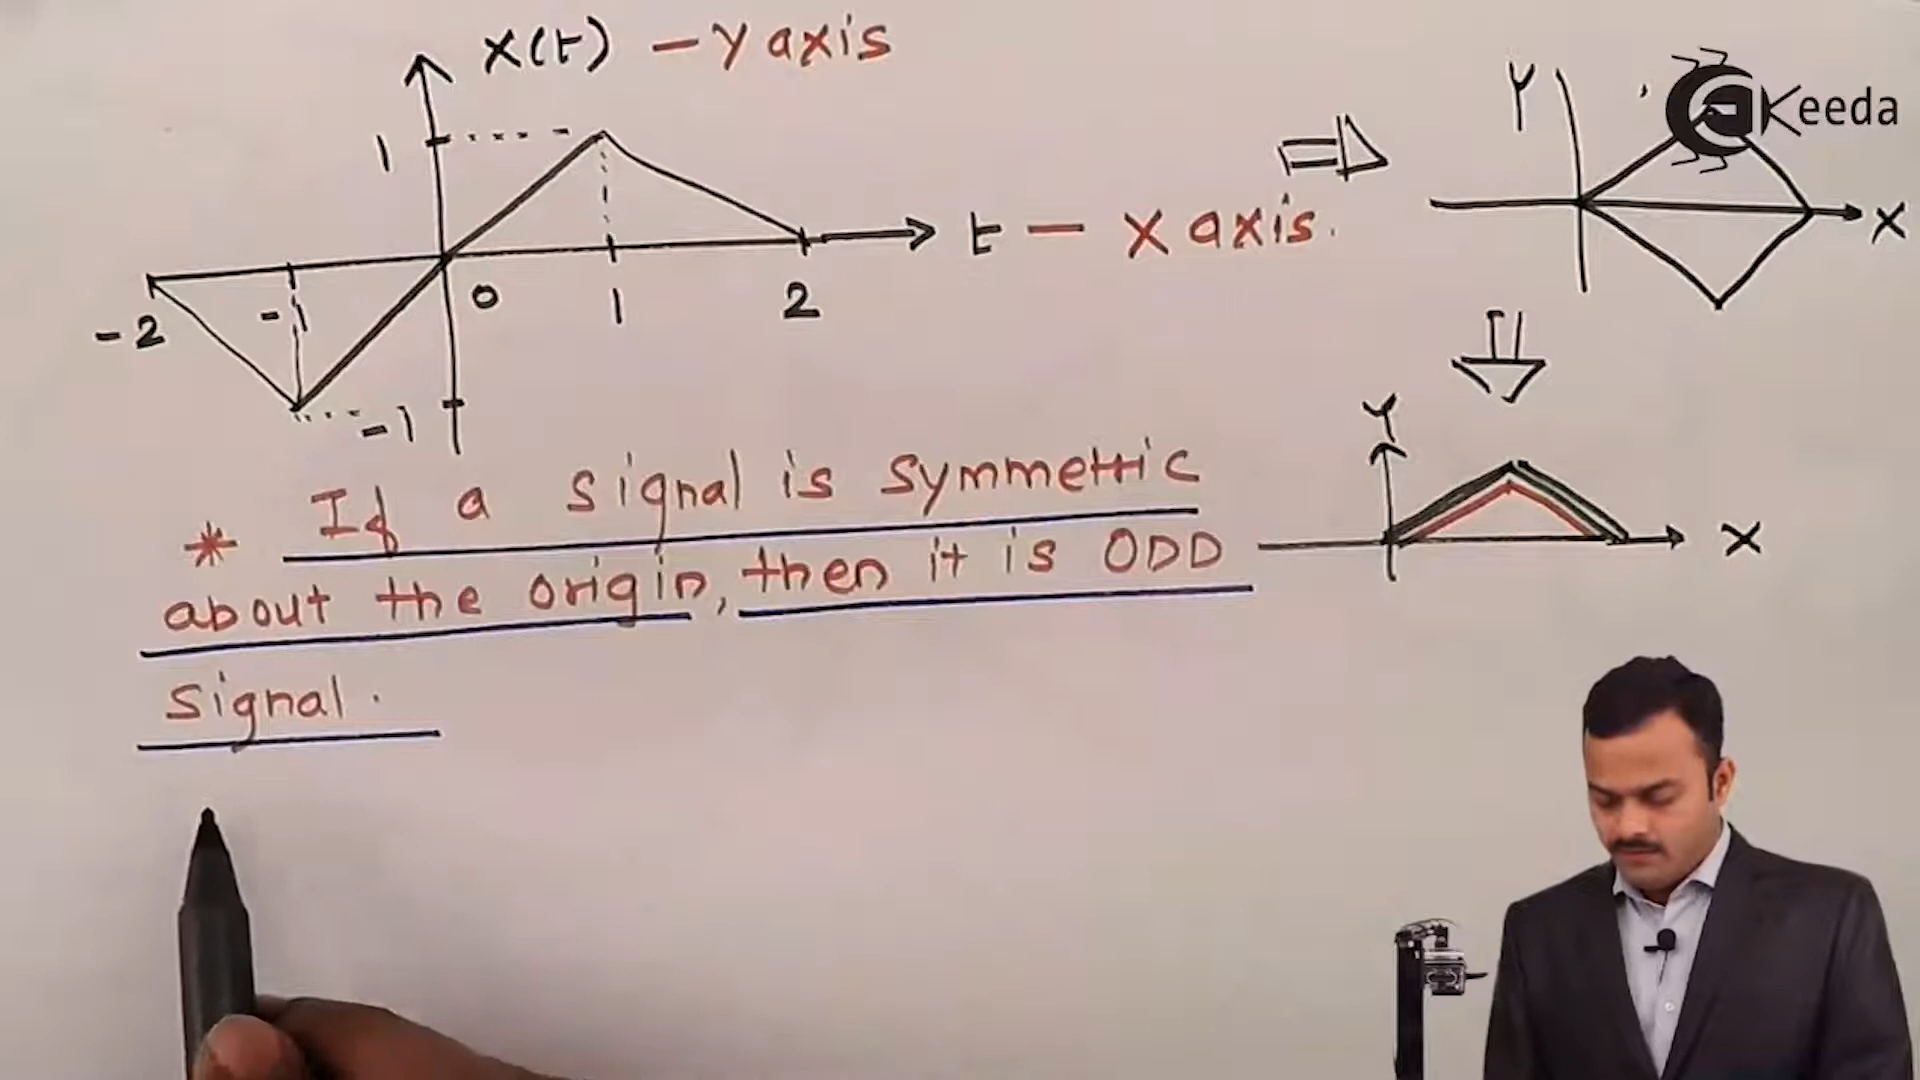 x(t) - y axis
Y
Keeda
1
t - x axis.
X
-2
-1
0
1
2
-1
Y
* If a signal is symmetric
about the origin, then it is ODD
signal.
X